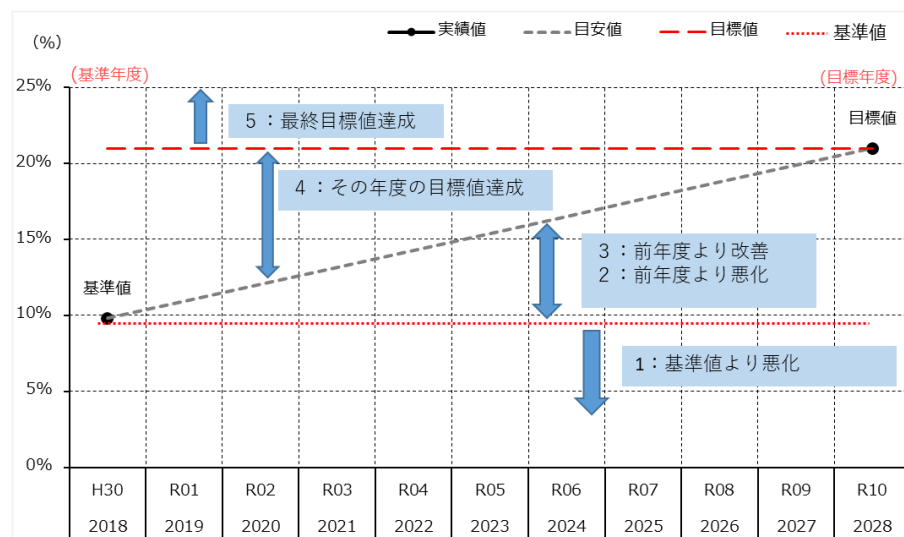 実績値 目安値 目標値 基準値
(%)
(基準年度) (目標年度)
25%
5：最終目標値達成
目標値
20%
4：その年度の目標値達成
15%
3：前年度より改善
2：前年度より悪化
基準値
10%
1：基準値より悪化
5%
0%
H30 R01 R02 R03 R04 R05 R06 R07 R08 R09 R10
2018 2019 2020 2021 2022 2023 2024 2025 2026 2027 2028